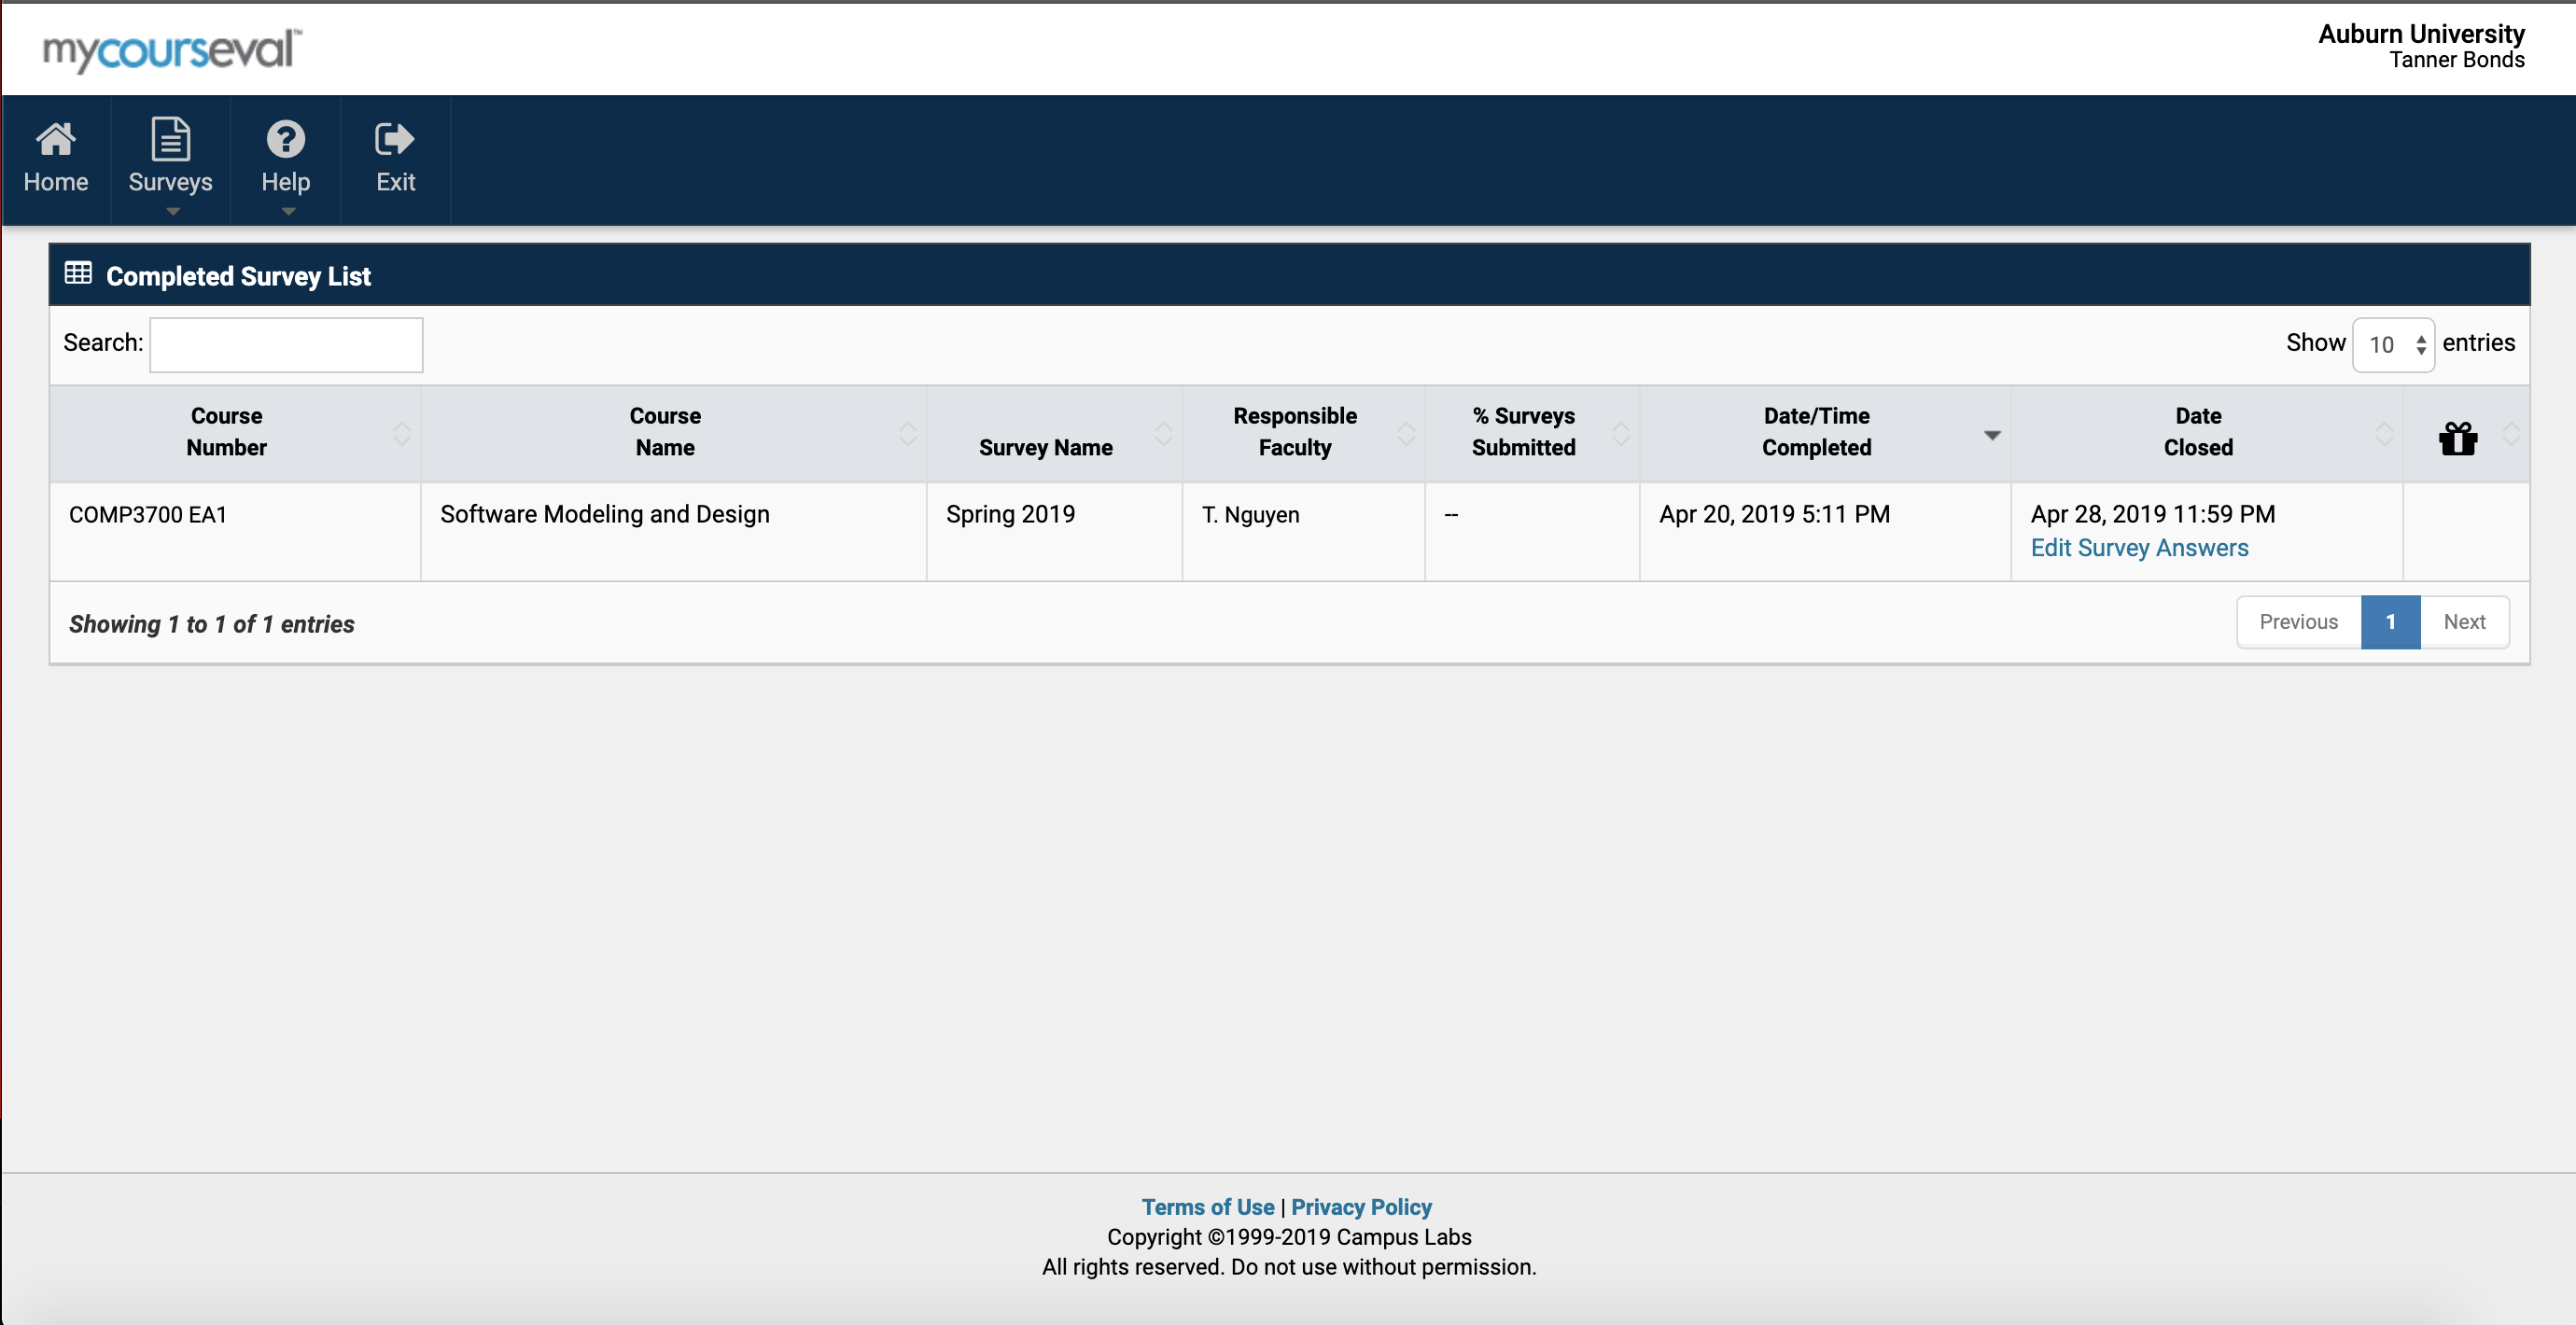 mycourseval™
Auburn University
Tanner Bonds
Home
Surveys
Help
Exit
Completed Survey List
Search:
Show 10 entries
Course Number
Course Name
Survey Name
Responsible Faculty
% Surveys Submitted
Date/Time Completed
Date Closed
COMP3700 EA1
Software Modeling and Design
Spring 2019
T. Nguyen
--
Apr 20, 2019 5:11 PM
Apr 28, 2019 11:59 PM
Edit Survey Answers
Showing 1 to 1 of 1 entries
Previous 1 Next
Terms of Use | Privacy Policy
Copyright ©1999-2019 Campus Labs
All rights reserved. Do not use without permission.